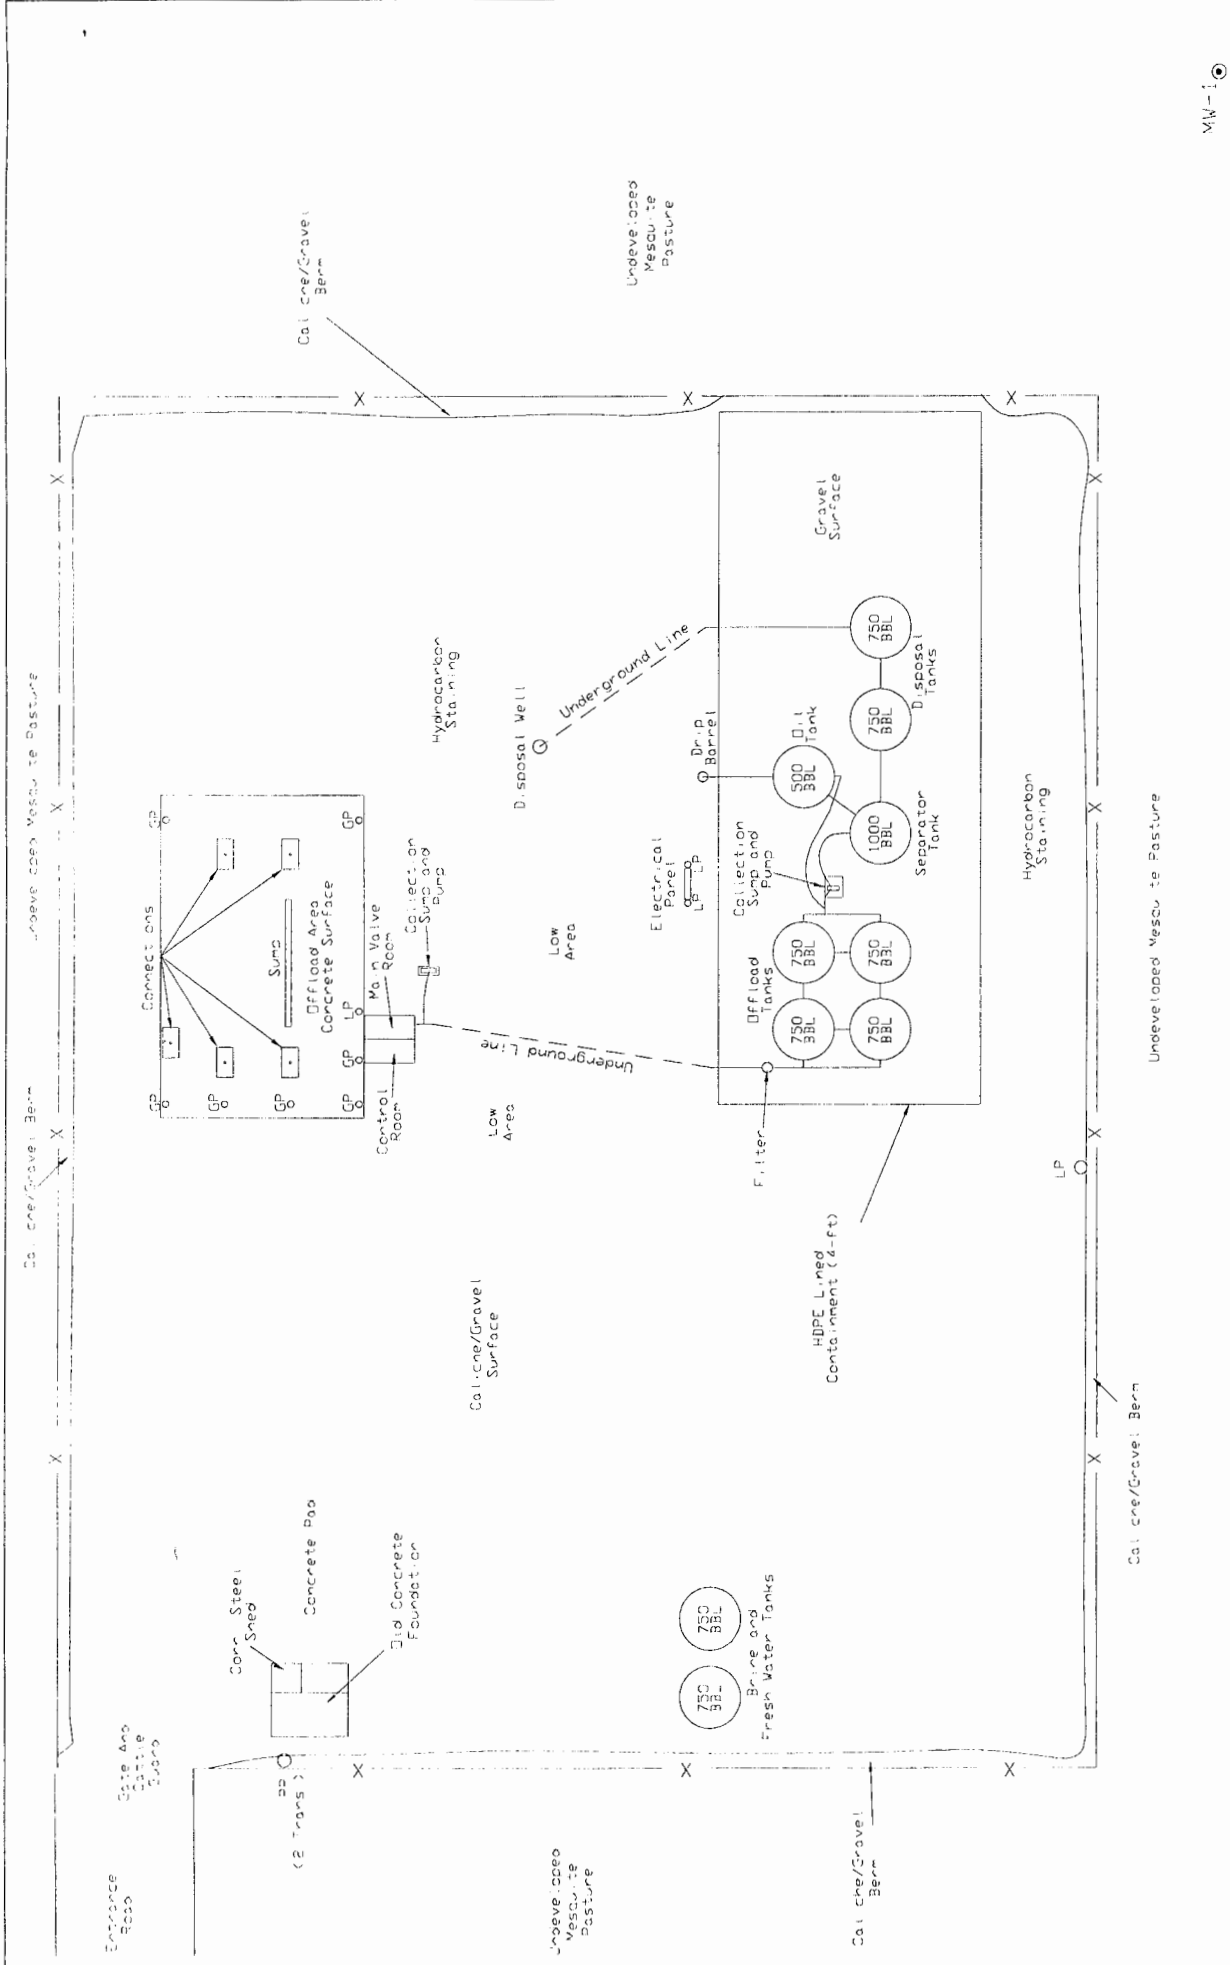 MW-1
Entrance
Road
Gate And
Cattle
Guard
Caliche/Gravel Berm
Undeveloped Mesquite Pasture
(2 Trans.)
Corr. Steel
Shed
Concrete Pad
Old Concrete
Foundation
Connections
GP
GP
GP
GP
GP
GP
GP
Sump
Offload Area
Concrete Surface
LP
Control
Room
Main Valve
Room
Collection
Sump and
Pump
Caliche/Gravel
Berm
Hydrocarbon
Staining
Undeveloped
Mesquite
Pasture
Caliche/Gravel
Surface
Low
Area
Underground Line
Low
Area
Disposal Well
Underground Line
Undeveloped
Mesquite
Pasture
Brine and
Fresh Water Tanks
750
BBL
750
BBL
Filter
Electrical
Panel
LP
LP
Drip
Barrel
Offload
Tanks
Collection
Sump and
Pump
Oil
Tank
750
BBL
750
BBL
750
BBL
750
BBL
500
BBL
1000
BBL
750
BBL
750
BBL
Separator
Tank
Disposal
Tanks
Gravel
Surface
HDPE Lined
Containment (4-ft)
Hydrocarbon
Staining
LP
Caliche/Gravel
Berm
Caliche/Gravel Berm
Undeveloped Mesquite Pasture
X
X
X
X
X
X
X
X
X
X
X
X
X
X